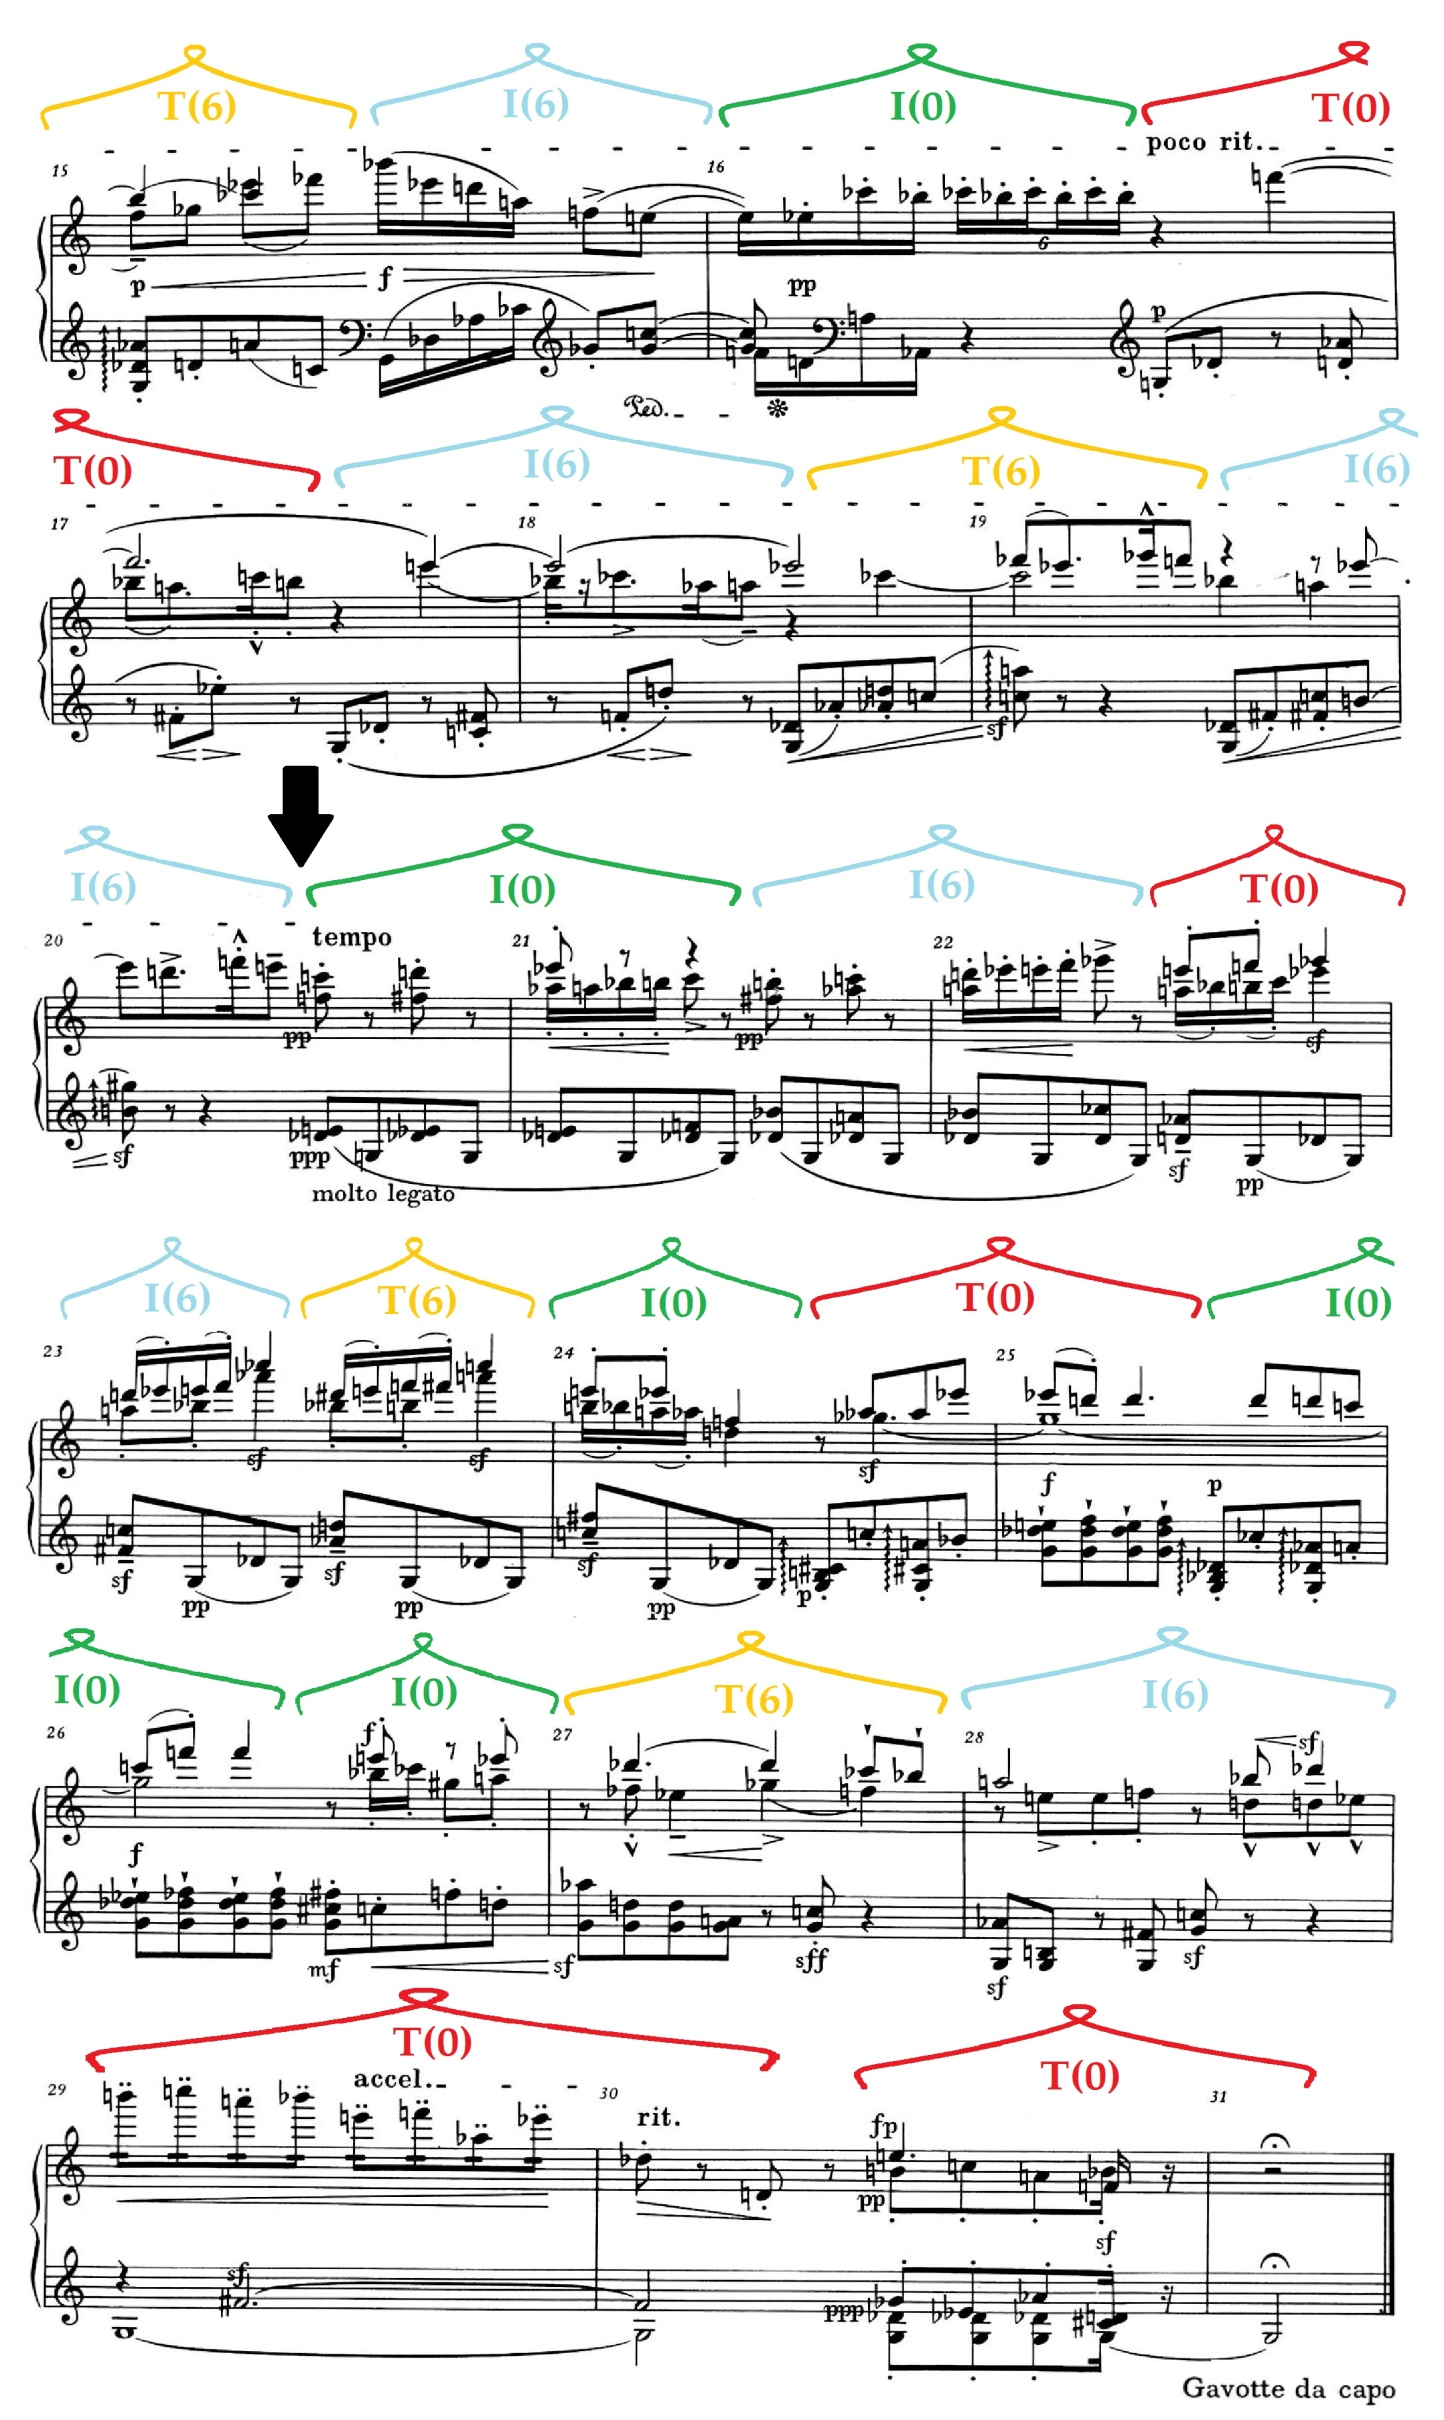 T(6) I(6) I(0) T(0)
poco rit.
15 16
p f pp p
6
Ped. *
T(0) I(6) T(6) I(6)
17 18 19
sf
I(6) I(0) I(6) T(0)
20 tempo 21 22
pp pp sf
sf ppp sf pp
molto legato
I(6) T(6) I(0) T(0) I(0)
23 24 25
sf sf sf f p
sf pp sf pp sf pp p
I(0) I(0) T(6) I(6)
26 f 27 28 sf
f
mf sf sff sf sf
T(0) T(0)
29 accel. 30 rit. fp 31
pp
sf
sf ppp
Gavotte da capo